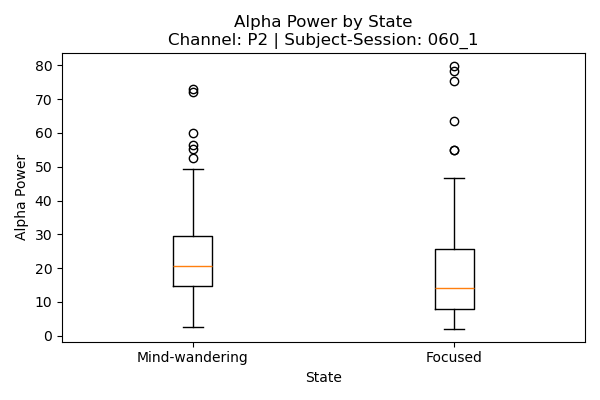 Alpha Power by State
Channel: P2 | Subject-Session: 060_1
80
70
60
50
40
30
20
10
0
Alpha Power
Mind-wandering
Focused
State